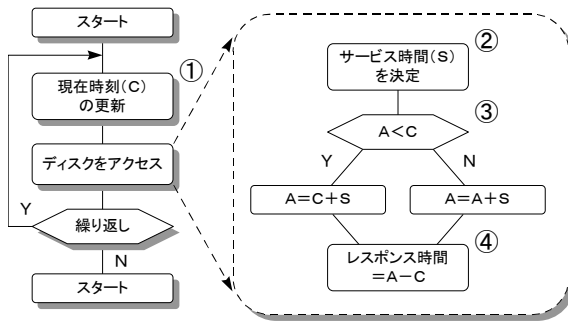 スタート
①
現在時刻(C)
の更新
ディスクをアクセス
Y
繰り返し
N
スタート
②
サービス時間(S)
を決定
③
A<C
Y
N
A=C+S
A=A+S
④
レスポンス時間
=A-C